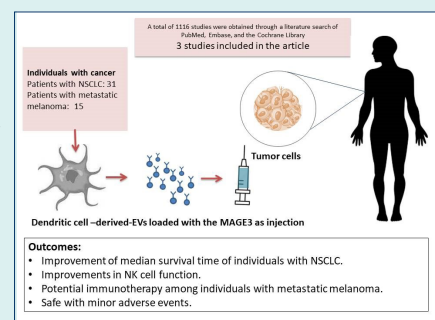 A total of 1116 studies were obtained through a literature search of
PubMed, Embase, and the Cochrane Library
3 studies included in the article
Individuals with cancer
Patients with NSCLC: 31
Patients with metastatic
melanoma: 15
Tumor cells
Dendritic cell –derived-EVs loaded with the MAGE3 as injection
Outcomes:
• Improvement of median survival time of individuals with NSCLC.
• Improvements in NK cell function.
• Potential immunotherapy among individuals with metastatic melanoma.
• Safe with minor adverse events.